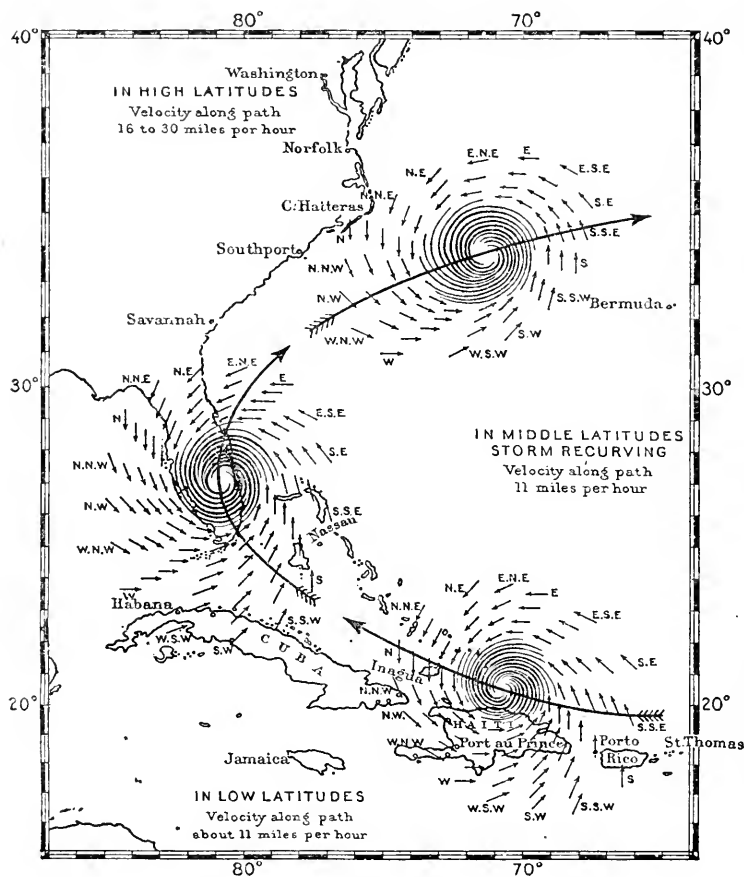 80° 70°
40° 40°
Washington
IN HIGH LATITUDES
Velocity along path
16 to 30 miles per hour
Norfolk
E.N.E E
N.E E.S.E
N.N.E S.E
C. Hatteras
N S.S.E
Southport
N.N.W S
N.W S.S.W Bermuda
Savannah W.N.W S.W
W W.S.W
E.N.E
N.E
N.N.E E
30° 30°
N E.S.E
S.E
IN MIDDLE LATITUDES
STORM RECURVING
Velocity along path
11 miles per hour
N.N.W
N.W S.S.E
Nassau
W.N.W
W S
N.E E.N.E E
Habana N.N.E E.S.E
S.S.W
W.S.W S.W
CUBA
N S.E
Inagua
N.N.W
20° 20°
N.W. HAITI S.S.E
W.N.W Port au Prince Porto Rico St. Thomas
Jamaica
W S
IN LOW LATITUDES
Velocity along path
about 11 miles per hour
W.S.W S.W S.S.W
80° 70°